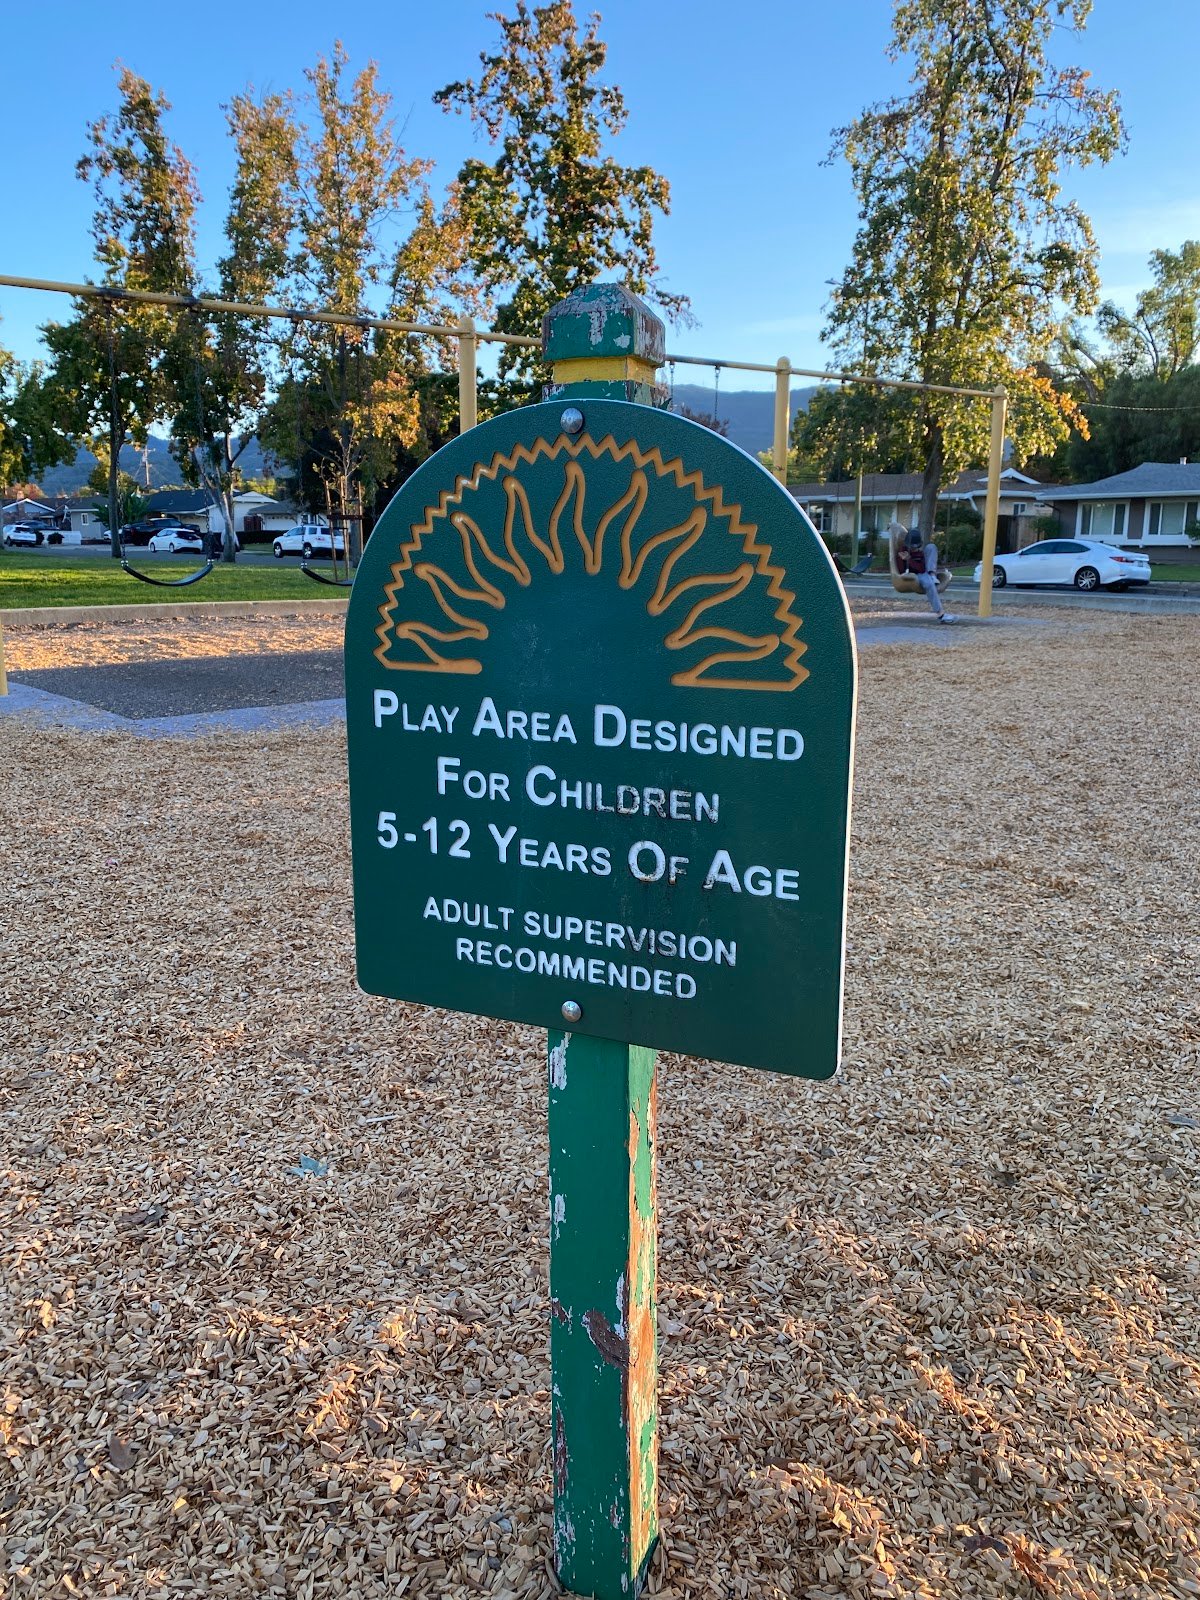 Play Area Designed
For Children
5-12 Years Of Age
ADULT SUPERVISION
RECOMMENDED